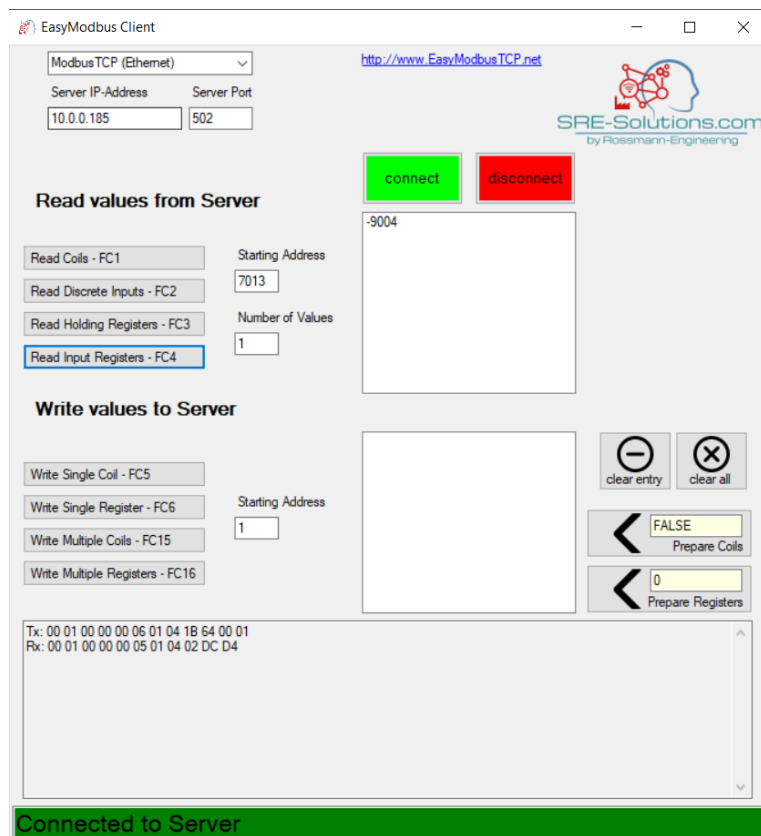 EasyModbus Client
ModbusTCP (Ethernet)
http://www.EasyModbusTCP.net
Server IP-Address Server Port
10.0.0.185 502
SRE-Solutions.com
by Rossmann-Engineering
connect disconnect
Read values from Server
-9004
Read Coils - FC1
Starting Address
7013
Read Discrete Inputs - FC2
Read Holding Registers - FC3
Number of Values
1
Read Input Registers - FC4
Write values to Server
clear entry clear all
Write Single Coil - FC5
Write Single Register - FC6
Starting Address
1
FALSE
Prepare Coils
Write Multiple Coils - FC15
Write Multiple Registers - FC16
0
Prepare Registers
Tx: 00 01 00 00 00 06 01 04 1B 64 00 01
Rx: 00 01 00 00 00 05 01 04 02 DC D4
Connected to Server